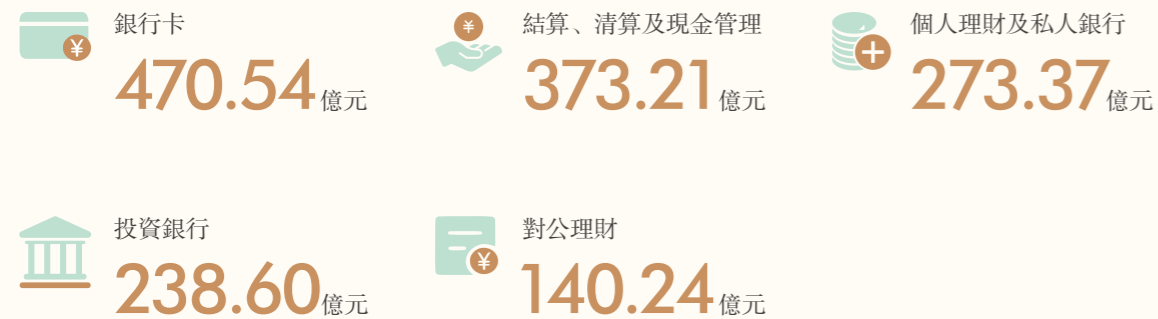 銀行卡
¥
470.54億元
結算、清算及現金管理
¥
373.21億元
個人理財及私人銀行
273.37億元
投資銀行
238.60億元
對公理財
¥
140.24億元